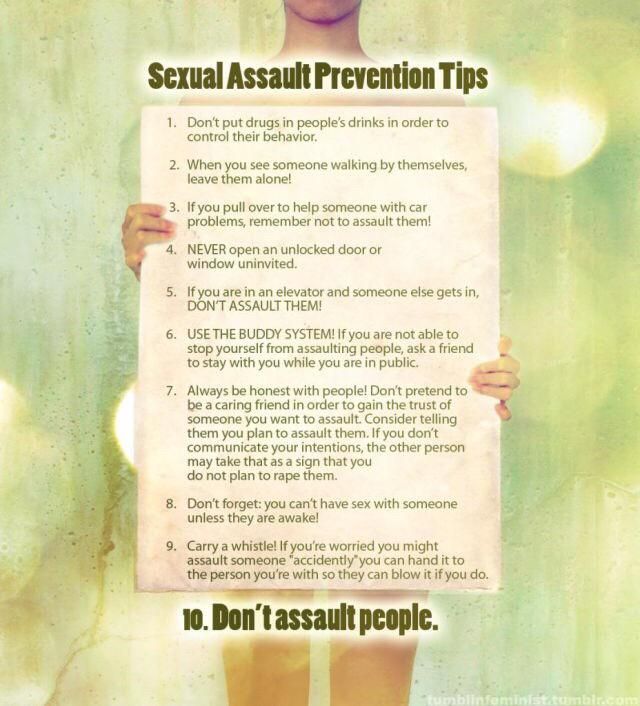 Sexual Assault Prevention Tips
1. Don't put drugs in people's drinks in order to
control their behavior.
2. When you see someone walking by themselves,
leave them alone!
3. If you pull over to help someone with car
problems, remember not to assault them!
4. NEVER open an unlocked door or
window uninvited.
5. If you are in an elevator and someone else gets in,
DON'T ASSAULT THEM!
6. USE THE BUDDY SYSTEM! If you are not able to
stop yourself from assaulting people, ask a friend
to stay with you while you are in public.
7. Always be honest with people! Don't pretend to
be a caring friend in order to gain the trust of
someone you want to assault. Consider telling
them you plan to assault them. If you don't
communicate your intentions, the other person
may take that as a sign that you
do not plan to rape them.
8. Don't forget: you can't have sex with someone
unless they are awake!
9. Carry a whistle! If you're worried you might
assault someone "accidently" you can hand it to
the person you're with so they can blow it if you do.
10. Don't assault people.
tumblinfeminist.tumblr.com